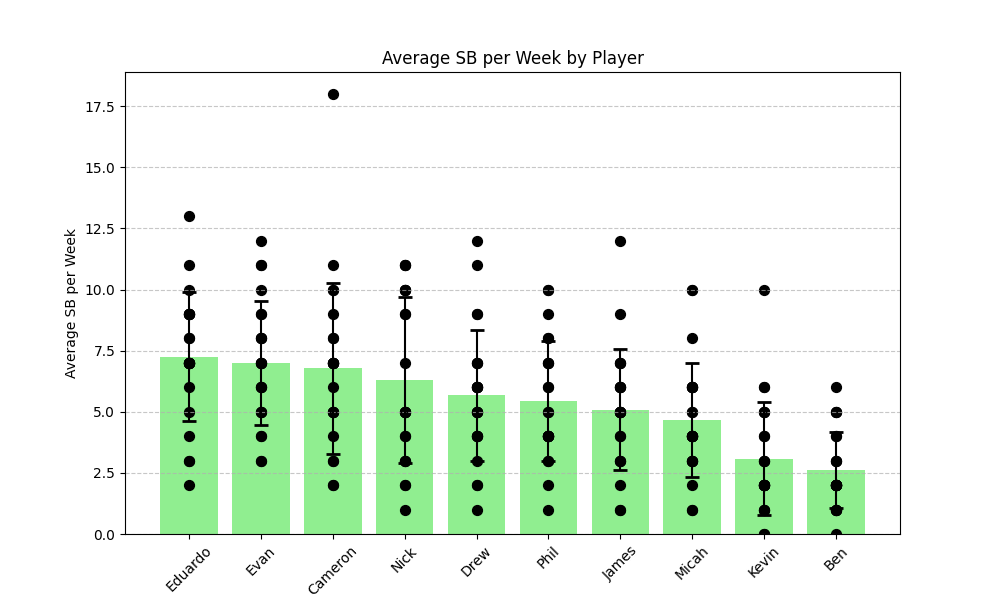 Average SB per Week by Player
Average SB per Week
17.5
15.0
12.5
10.0
7.5
5.0
2.5
0.0
Eduardo
Evan
Cameron
Nick
Drew
Phil
James
Micah
Kevin
Ben